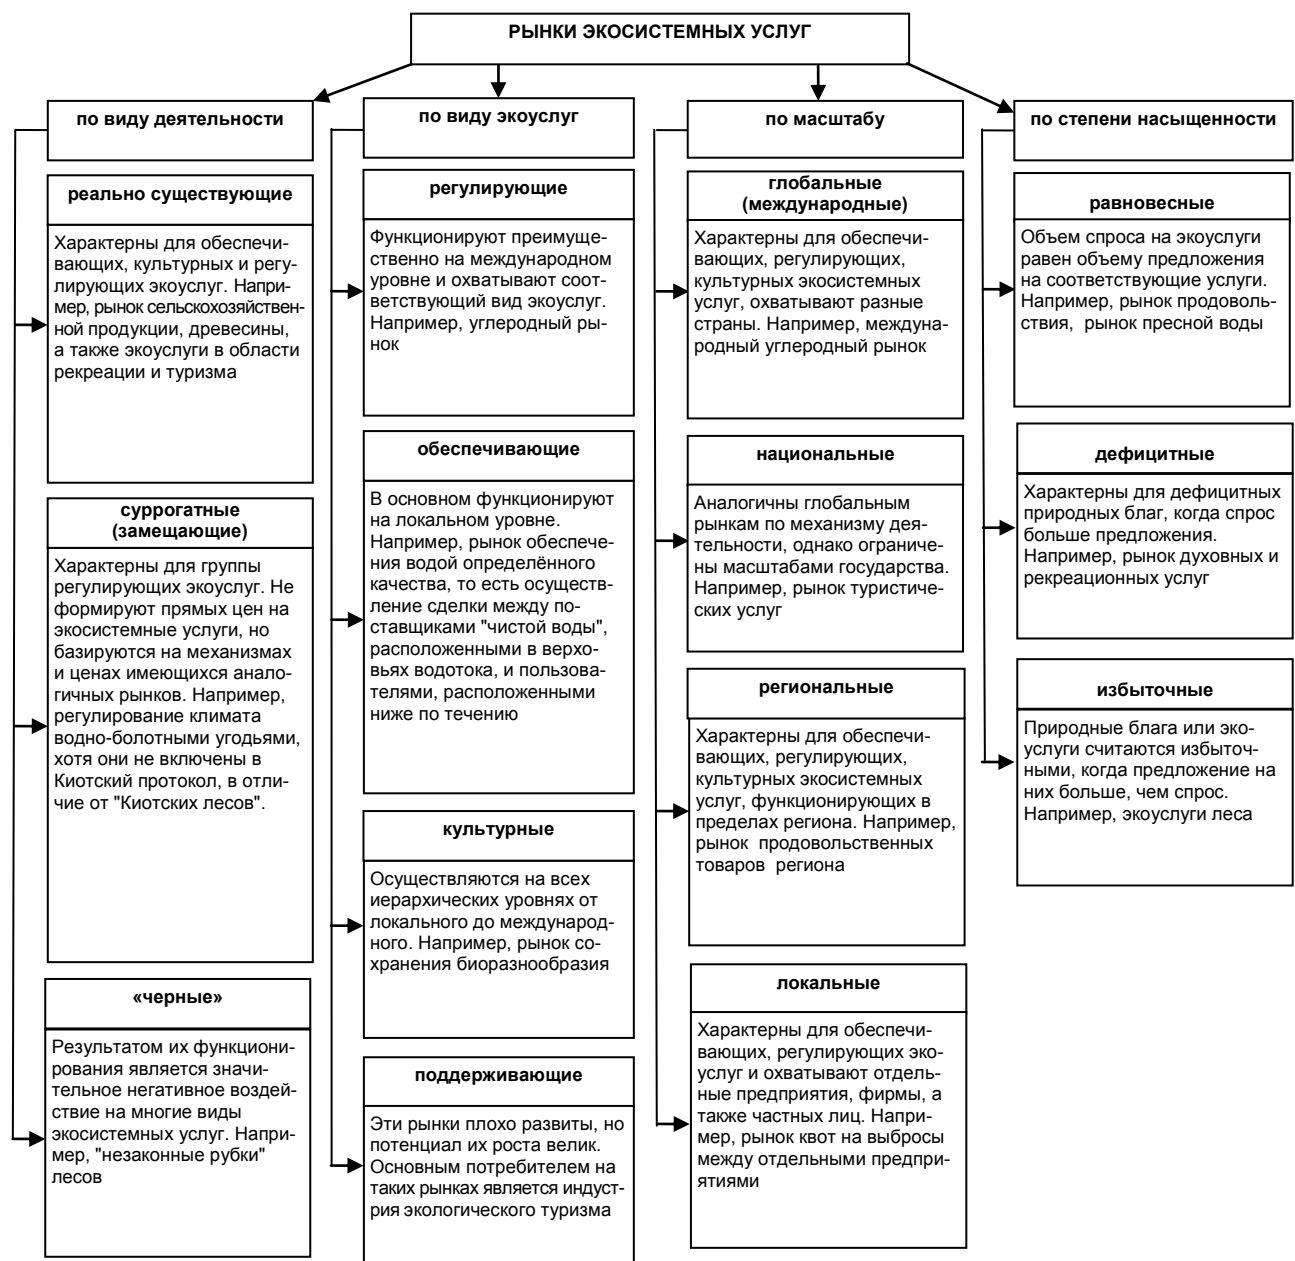 РЫНКИ ЭКОСИСТЕМНЫХ УСЛУГ
по виду деятельности
реально существующие
Характерны для обеспечи-
вающих, культурных и регу-
лирующих экоуслуг. Напри-
мер, рынок сельскохозяйствен-
ной продукции, древесины,
а также экоуслуги в области
рекреации и туризма
суррогатные
(замещающие)
Характерны для группы
регулирующих экоуслуг. Не
формируют прямых цен на
экосистемные услуги, но
базируются на механизмах
и ценах имеющихся анало-
гичных рынков. Например,
регулирование климата
водно-болотными угодьями,
хотя они не включены в
Киотский протокол, в отли-
чие от "Киотских лесов".
«черные»
Результатом их функциони-
рования является значи-
тельное негативное воздей-
ствие на многие виды
экосистемных услуг. Напри-
мер, "незаконные рубки"
лесов
по виду экоуслуг
регулирующие
Функционируют преимуще-
ственно на международном
уровне и охватывают соот-
ветствующий вид экоуслуг.
Например, углеродный ры-
нок
обеспечивающие
В основном функционируют
на локальном уровне.
Например, рынок обеспече-
ния водой определённого
качества, то есть осуществ-
ление сделки между по-
ставщиками "чистой воды",
расположенными в верхо-
вьях водотока, и пользова-
телями, расположенными
ниже по течению
культурные
Осуществляются на всех
иерархических уровнях от
локального до международ-
ного. Например, рынок со-
хранения биоразнообразия
поддерживающие
Эти рынки плохо развиты, но
потенциал их роста велик.
Основным потребителем на
таких рынках является индуст-
рия экологического туризма
по масштабу
глобальные
(международные)
Характерны для обеспечи-
вающих, регулирующих,
культурных экосистемных
услуг, охватывают разные
страны. Например, междуна-
родный углеродный рынок
национальные
Аналогичны глобальным
рынкам по механизму дея-
тельности, однако ограниче-
ны масштабами государства.
Например, рынок туристиче-
ских услуг
региональные
Характерны для обеспечи-
вающих, регулирующих,
культурных экосистемных
услуг, функционирующих в
пределах региона. Например,
рынок продовольственных
товаров региона
локальные
Характерны для обеспечи-
вающих, регулирующих эко-
услуг и охватывают отдель-
ные предприятия, фирмы, а
также частных лиц. Напри-
мер, рынок квот на выбросы
между отдельными предпри-
ятиями
по степени насыщенности
равновесные
Объем спроса на экоуслуги
равен объему предложения
на соответствующие услуги.
Например, рынок продоволь-
ствия, рынок пресной воды
дефицитные
Характерны для дефицитных
природных благ, когда спрос
больше предложения.
Например, рынок духовных и
рекреационных услуг
избыточные
Природные блага или эко-
услуги считаются избыточ-
ными, когда предложение на
них больше, чем спрос.
Например, экоуслуги леса